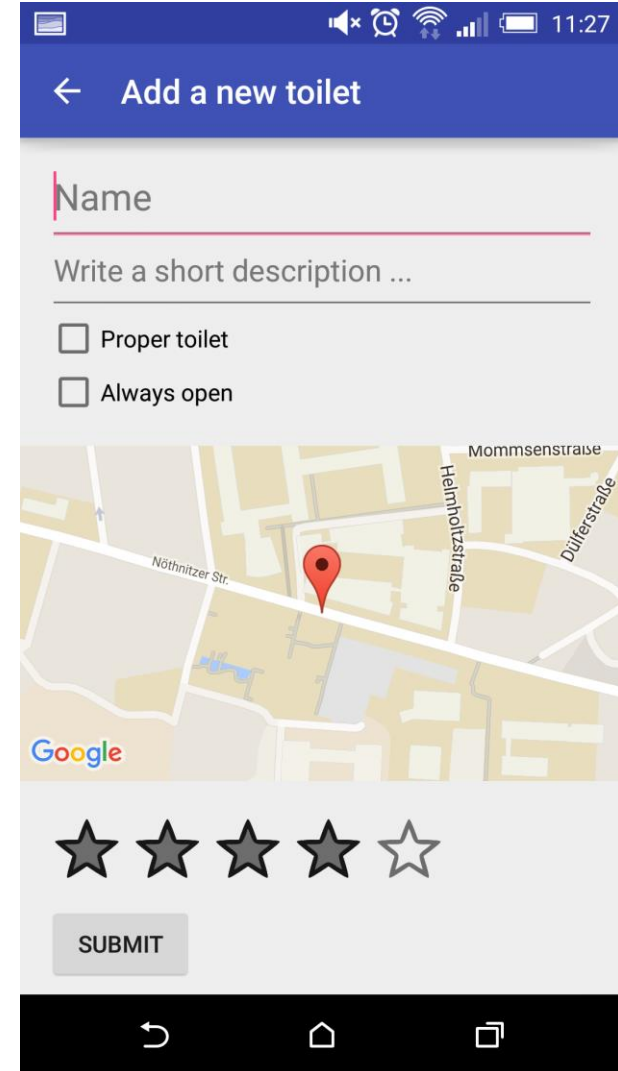 11:27
Add a new toilet
Name
Write a short description ...
Proper toilet
Always open
Mommsenstraße
Helmholtzstraße
Dülferstraße
Nöthnitzer Str.
Google
SUBMIT